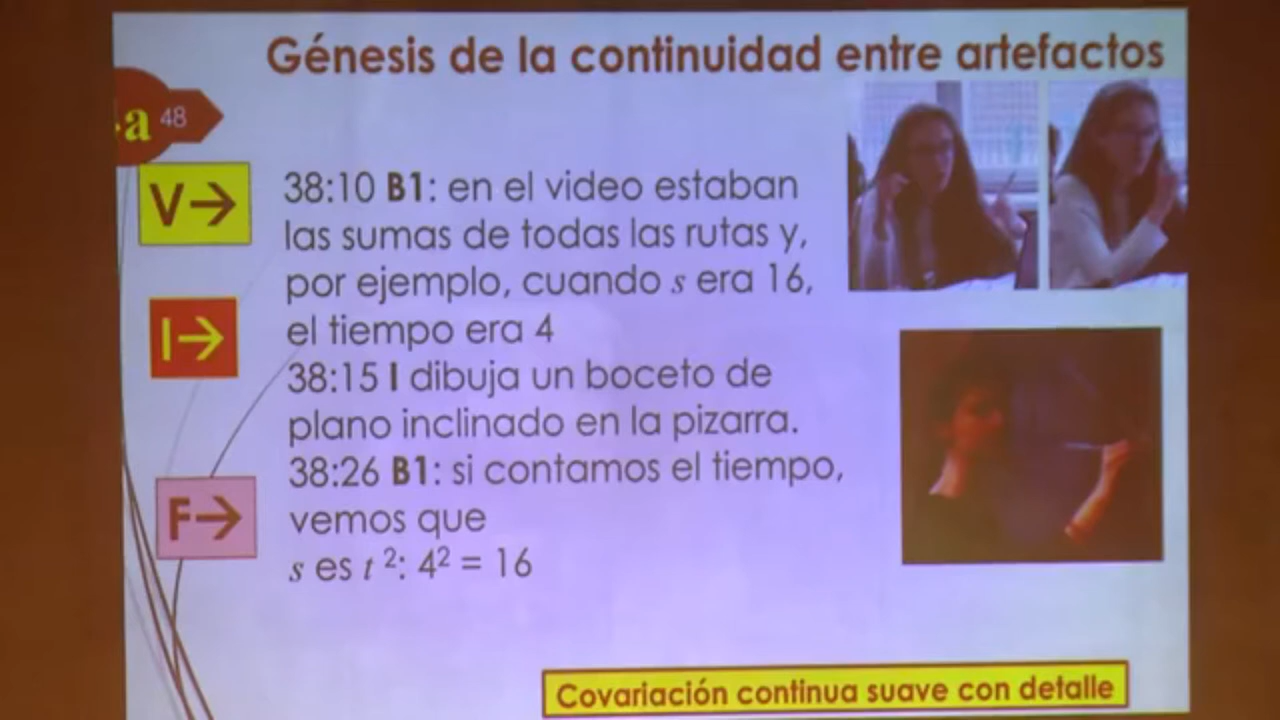 Génesis de la continuidad entre artefactos
a 48
V→
38:10 B1: en el video estaban
las sumas de todas las rutas y,
por ejemplo, cuando s era 16,
I→
el tiempo era 4
38:15 I dibuja un boceto de
plano inclinado en la pizarra.
38:26 B1: si contamos el tiempo,
F→
vemos que
s es t ²: 4² = 16
Covariación continua suave con detalle